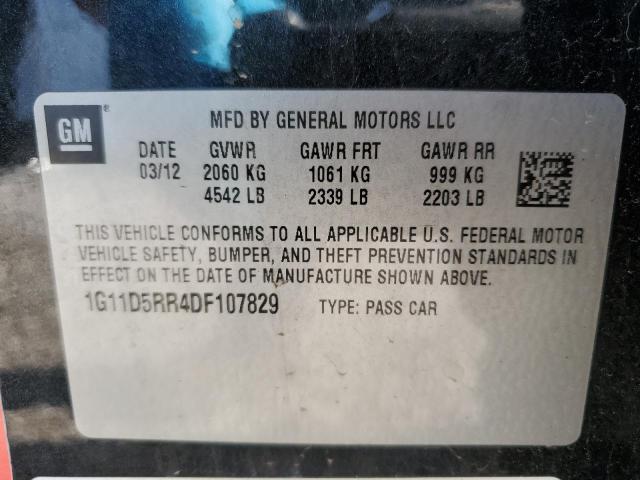 GM ®
MFD BY GENERAL MOTORS LLC
DATE GVWR GAWR FRT GAWR RR
03/12 2060 KG 1061 KG 999 KG
4542 LB 2339 LB 2203 LB
THIS VEHICLE CONFORMS TO ALL APPLICABLE U.S. FEDERAL MOTOR
VEHICLE SAFETY, BUMPER, AND THEFT PREVENTION STANDARDS IN
EFFECT ON THE DATE OF MANUFACTURE SHOWN ABOVE.
1G11D5RR4DF107829 TYPE: PASS CAR